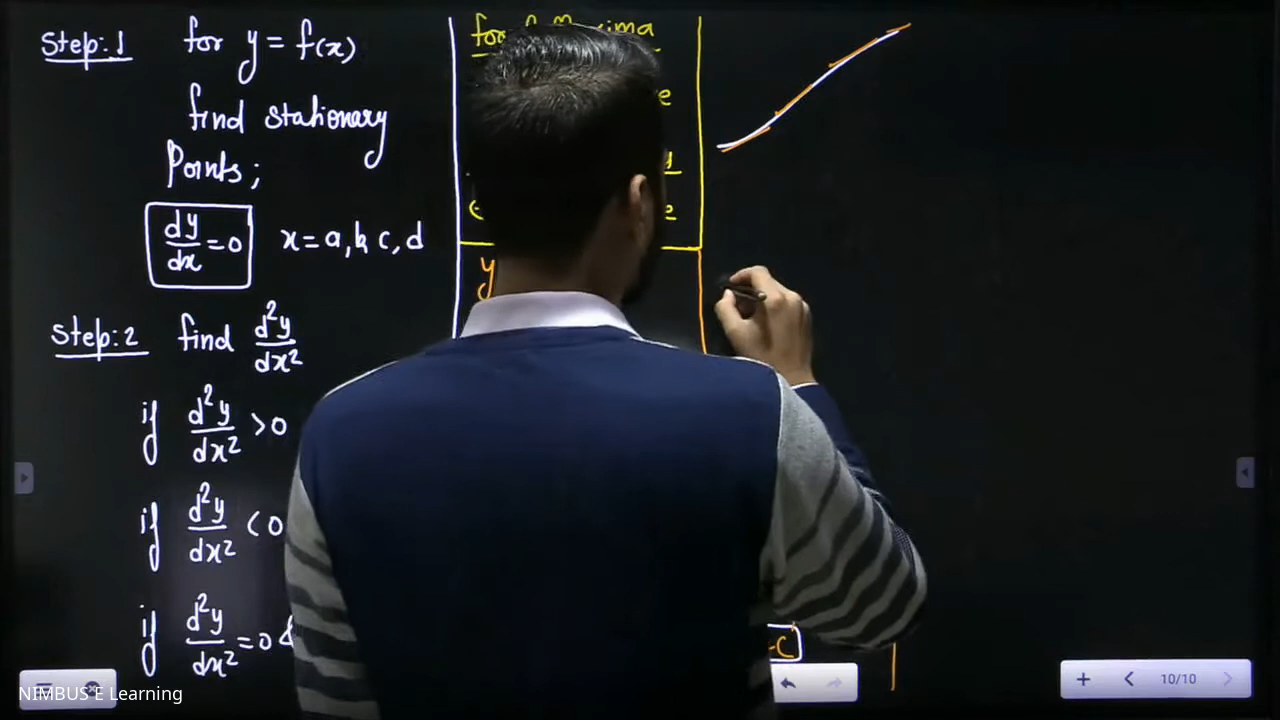 Step:1 for y = f(x)
find stationary
Points;
dy/dx = 0 x = a, b, c, d
Step:2 find d²y/dx²
if d²y/dx² > 0
if d²y/dx² < 0
if d²y/dx² = 0 &
for
y
-C
10/10
NIMBUS E Learning